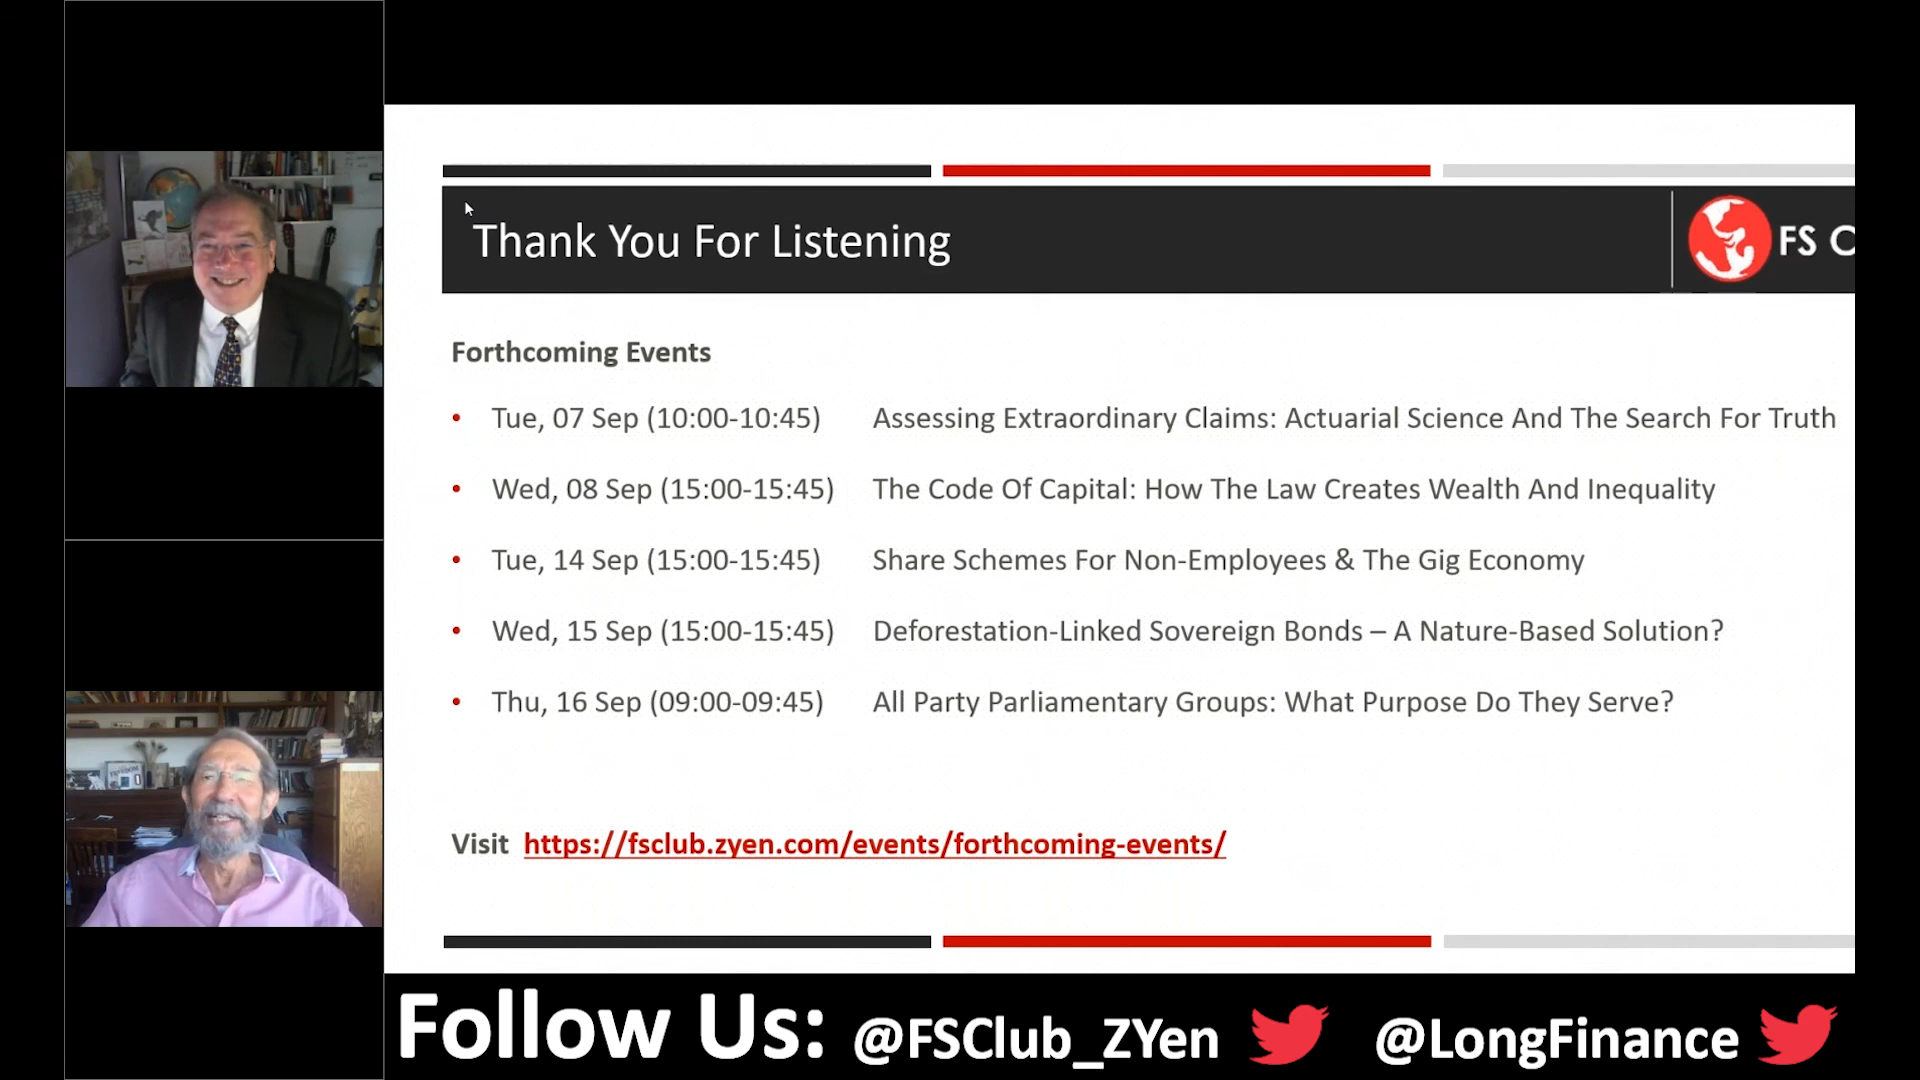 Thank You For Listening
FS C
Forthcoming Events
• Tue, 07 Sep (10:00-10:45) Assessing Extraordinary Claims: Actuarial Science And The Search For Truth
• Wed, 08 Sep (15:00-15:45) The Code Of Capital: How The Law Creates Wealth And Inequality
• Tue, 14 Sep (15:00-15:45) Share Schemes For Non-Employees & The Gig Economy
• Wed, 15 Sep (15:00-15:45) Deforestation-Linked Sovereign Bonds – A Nature-Based Solution?
• Thu, 16 Sep (09:00-09:45) All Party Parliamentary Groups: What Purpose Do They Serve?
Visit https://fsclub.zyen.com/events/forthcoming-events/
Follow Us: @FSClub_ZYen @LongFinance